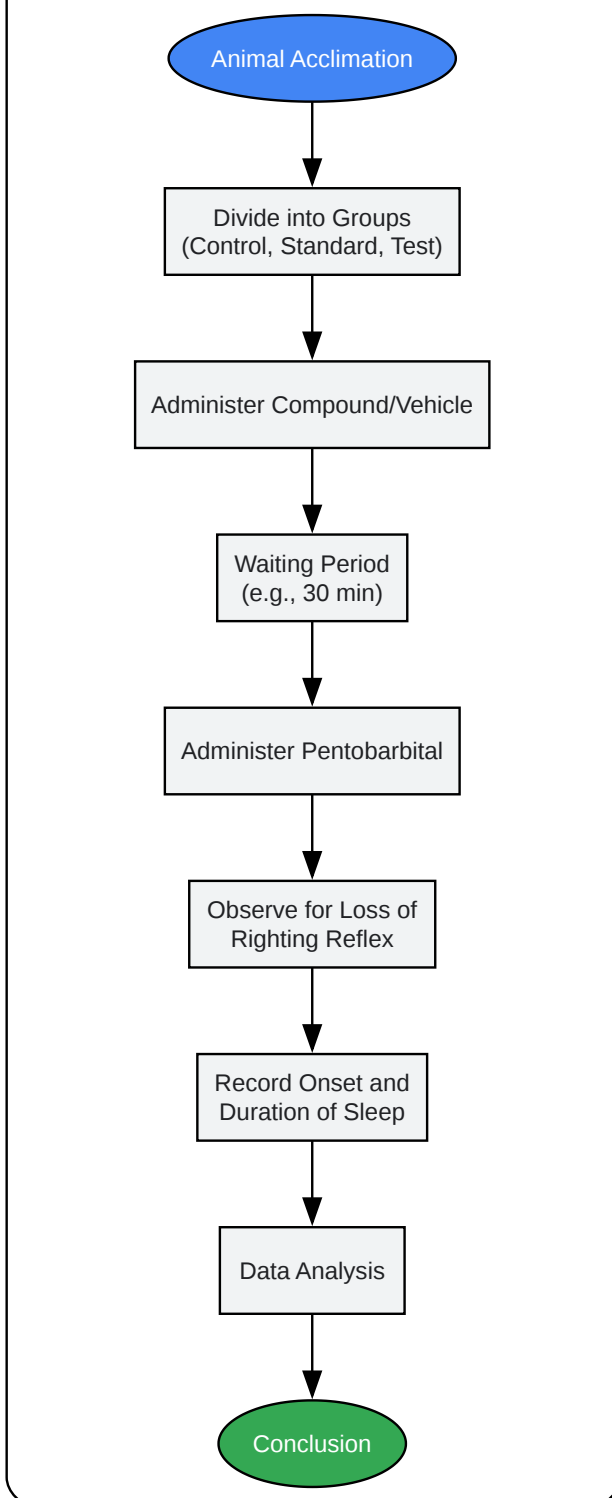 Animal Acclimation
Divide into Groups
(Control, Standard, Test)
Administer Compound/Vehicle
Waiting Period
(e.g., 30 min)
Administer Pentobarbital
Observe for Loss of
Righting Reflex
Record Onset and
Duration of Sleep
Data Analysis
Conclusion